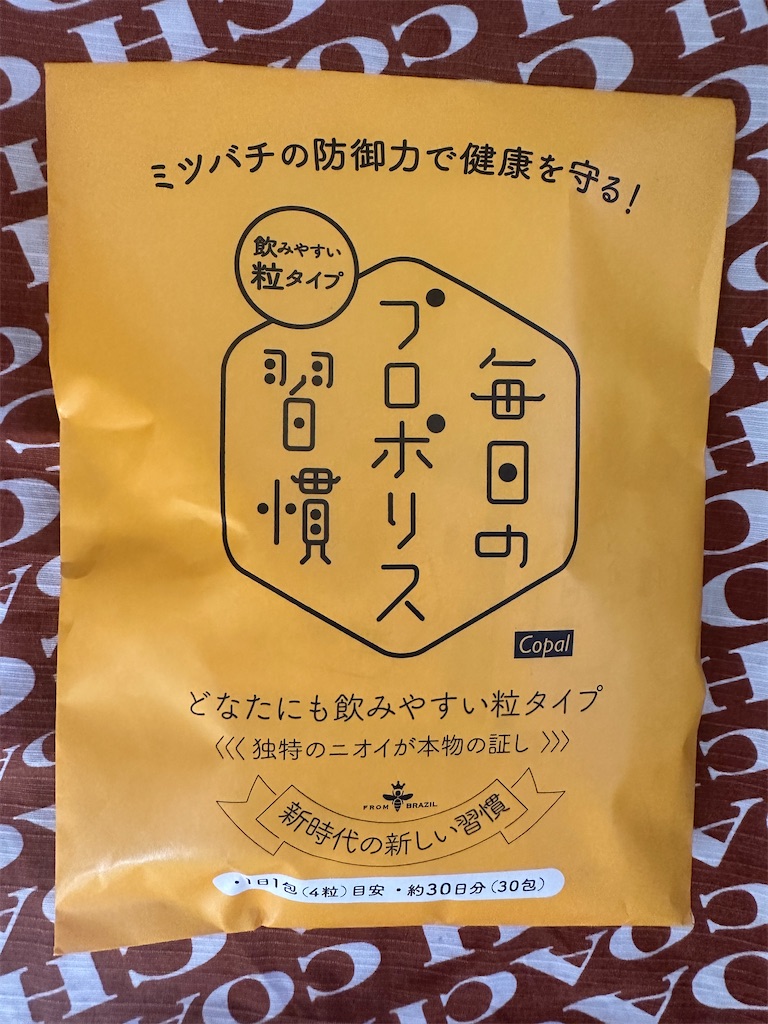 ミツバチの防御力で健康を守る!
飲みやすい
粒タイプ
毎日の
プロポリス
習慣
Copal
どなたにも飲みやすい粒タイプ
《〈 独特のニオイが本物の証し 〉》
FROM BRAZIL
新時代の新しい習慣
・1日1包(4粒)目安 ・約30日分(30包)